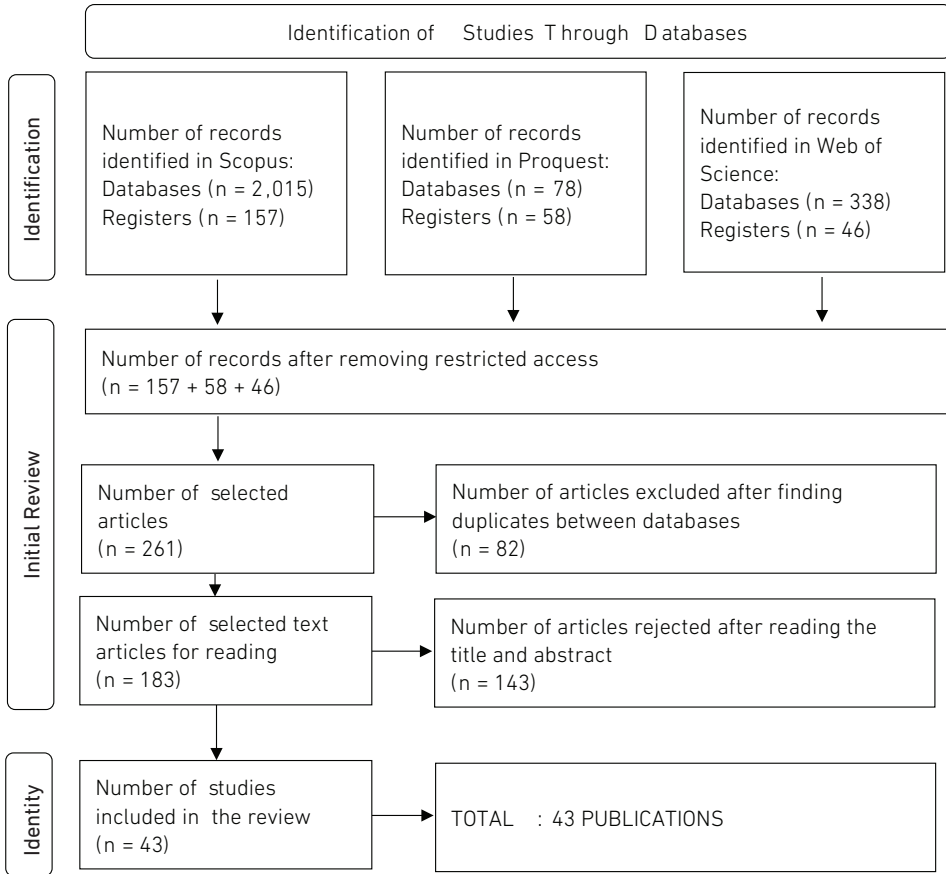 Identification of Studies Through Databases
Identification
Number of records
identified in Scopus:
Databases (n = 2,015)
Registers (n = 157)
Number of records
identified in Proquest:
Databases (n = 78)
Registers (n = 58)
Number of records
identified in Web of
Science:
Databases (n = 338)
Registers (n = 46)
Initial Review
Number of records after removing restricted access
(n = 157 + 58 + 46)
Number of selected
articles
(n = 261)
Number of articles excluded after finding
duplicates between databases
(n = 82)
Number of selected text
articles for reading
(n = 183)
Number of articles rejected after reading the
title and abstract
(n = 143)
Identity
Number of studies
included in the review
(n = 43)
TOTAL : 43 PUBLICATIONS